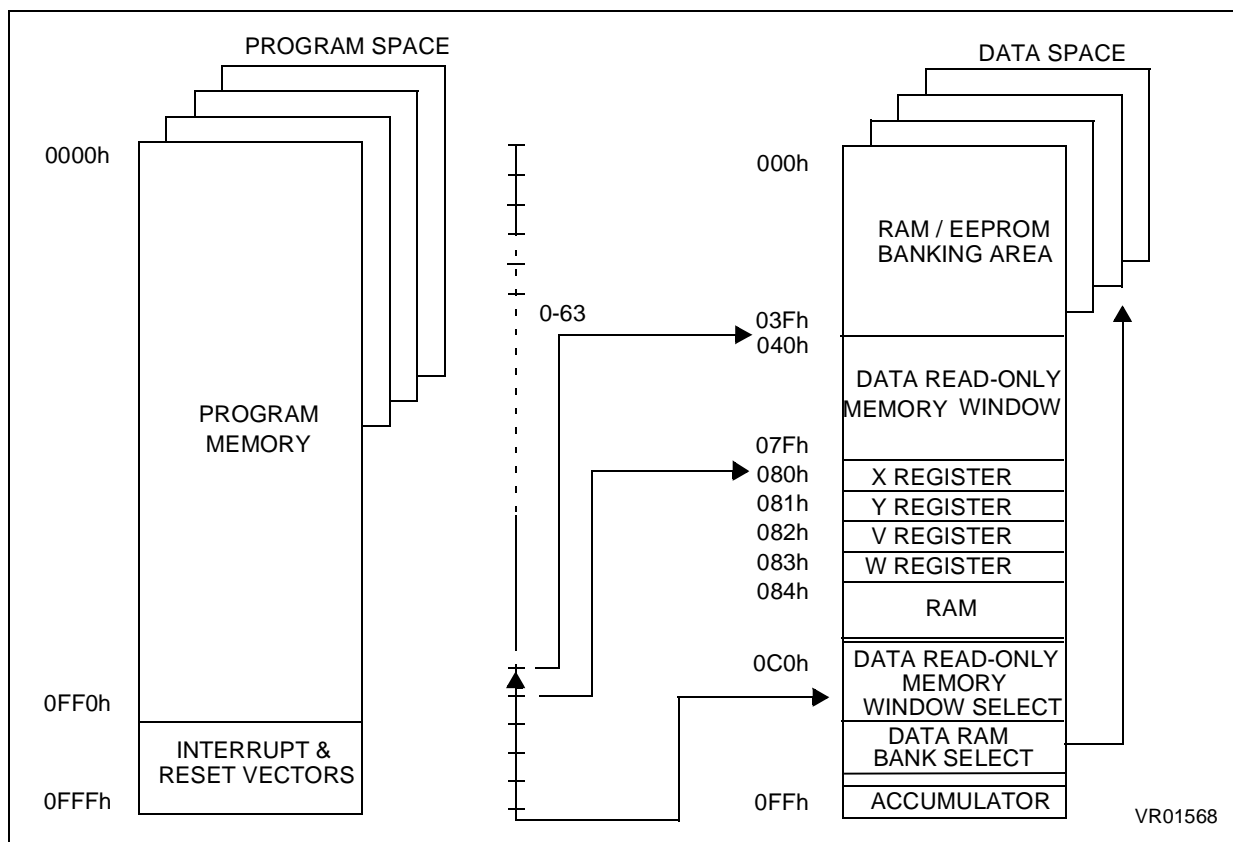 PROGRAM SPACE
0000h
PROGRAM
MEMORY
0FF0h
INTERRUPT &
RESET VECTORS
0FFFh
0-63
DATA SPACE
000h
RAM / EEPROM
BANKING AREA
03Fh
040h
DATA READ-ONLY
MEMORY WINDOW
07Fh
080h
X REGISTER
081h
Y REGISTER
082h
V REGISTER
083h
W REGISTER
084h
RAM
0C0h
DATA READ-ONLY
MEMORY
WINDOW SELECT
DATA RAM
BANK SELECT
0FFh
ACCUMULATOR
VR01568